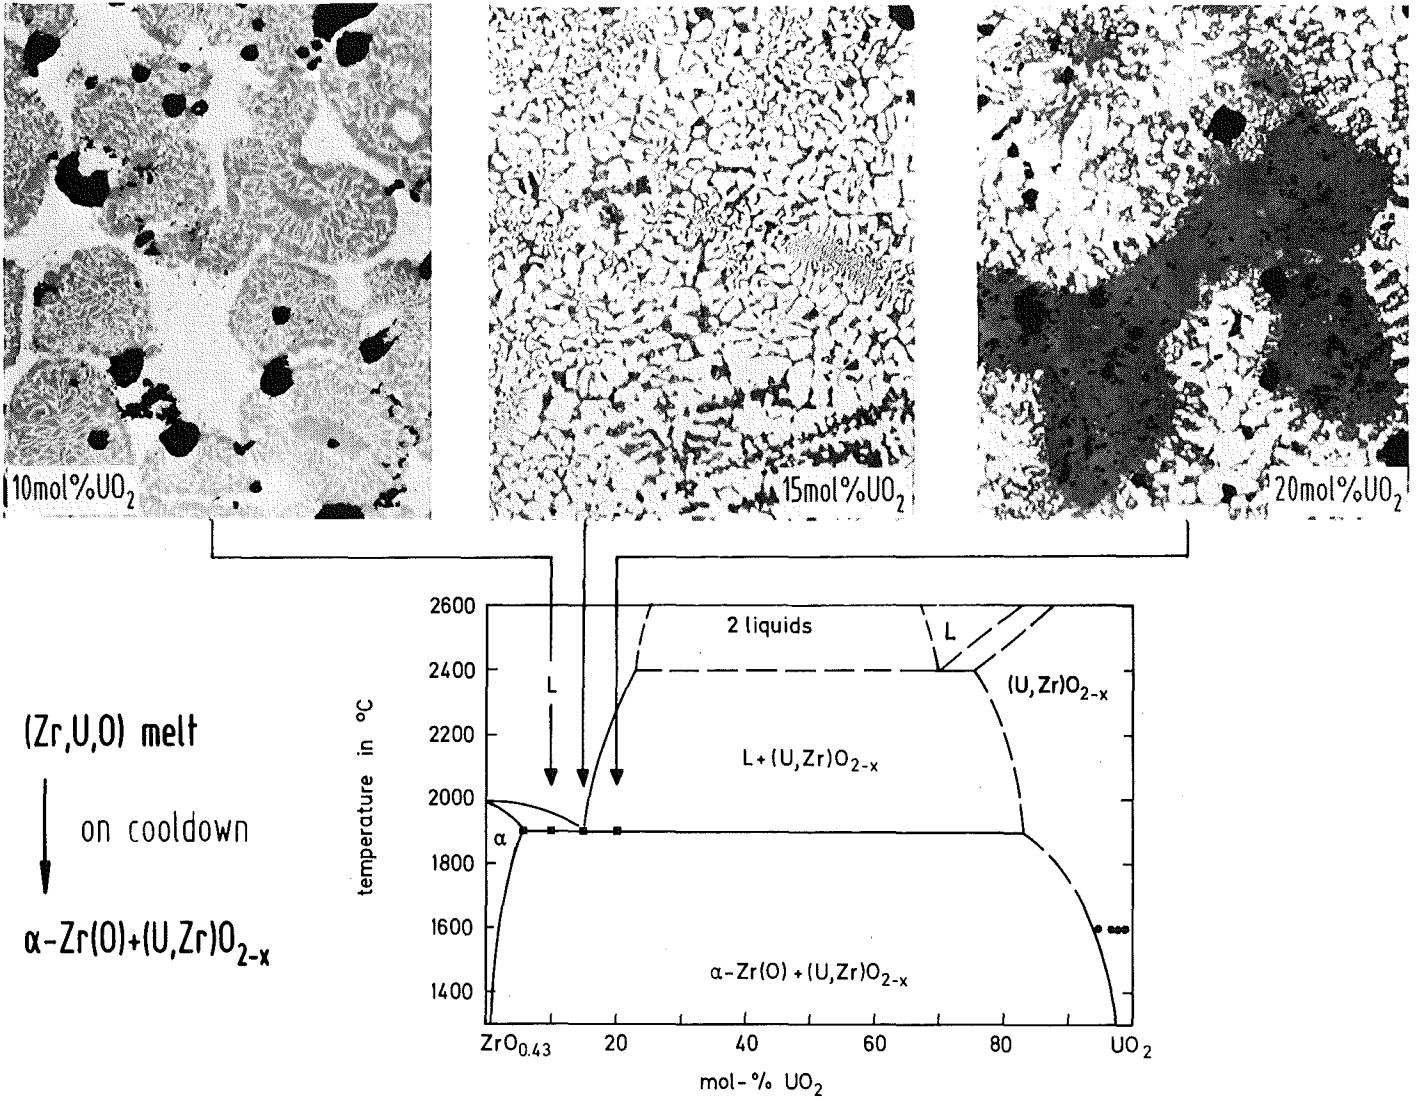 10mol%UO₂
15mol%UO₂
20mol%UO₂
(Zr,U,O) melt
on cooldown
α-Zr(O)+(U,Zr)O₂₋ₓ
temperature in °C
2600
2400
2200
2000
1800
1600
1400
2 liquids
L
L
(U,Zr)O₂₋ₓ
L+(U,Zr)O₂₋ₓ
α
α-Zr(O)+(U,Zr)O₂₋ₓ
ZrO₀.₄₃ 20 40 60 80 UO₂
mol-% UO₂